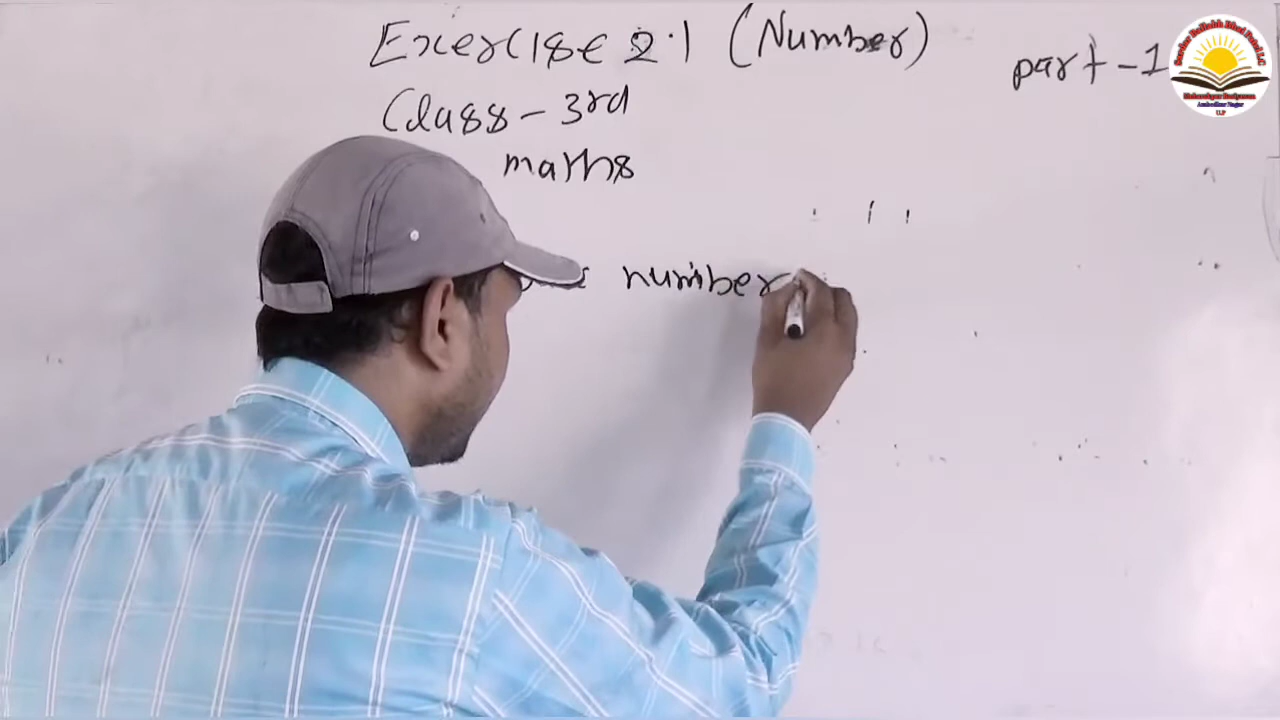 Exercise 2.1 (Number)
part-1
Class-3rd
maths
number